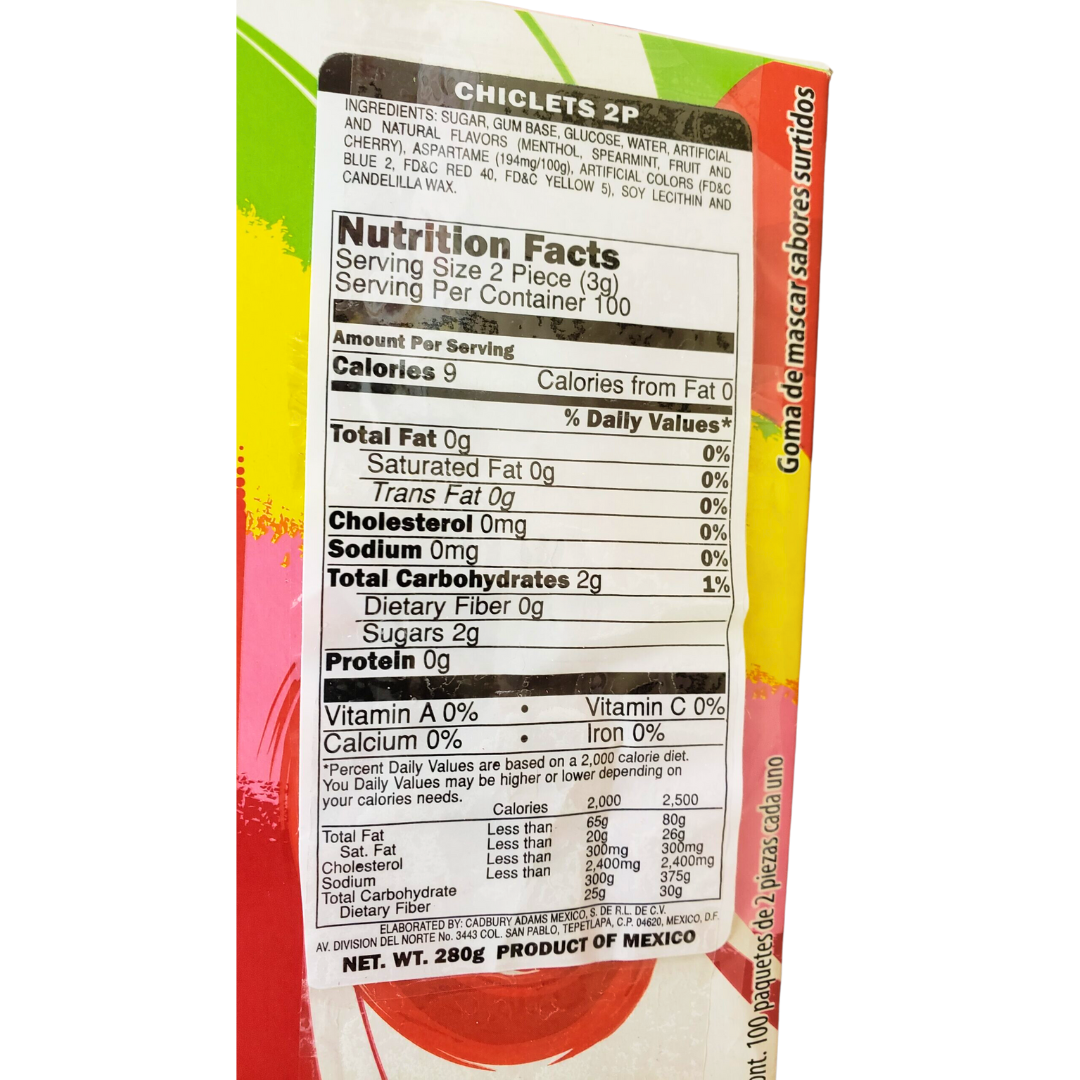 CHICLETS 2P
INGREDIENTS: SUGAR, GUM BASE, GLUCOSE, WATER, ARTIFICIAL
AND NATURAL FLAVORS (MENTHOL, SPEARMINT, FRUIT AND
CHERRY), ASPARTAME (194mg/100g), ARTIFICIAL COLORS (FD&C
BLUE 2, FD&C RED 40, FD&C YELLOW 5), SOY LECITHIN AND
CANDELILLA WAX.
Nutrition Facts
Serving Size 2 Piece (3g)
Serving Per Container 100
Amount Per Serving
Calories 9 Calories from Fat 0
% Daily Values*
Total Fat 0g 0%
Saturated Fat 0g 0%
Trans Fat 0g 0%
Cholesterol 0mg 0%
Sodium 0mg 0%
Total Carbohydrates 2g 1%
Dietary Fiber 0g
Sugars 2g
Protein 0g
Vitamin A 0% • Vitamin C 0%
Calcium 0% • Iron 0%
*Percent Daily Values are based on a 2,000 calorie diet.
You Daily Values may be higher or lower depending on
your calories needs.
Calories 2,000 2,500
Total Fat Less than 65g 80g
Sat. Fat Less than 20g 26g
Cholesterol Less than 300mg 300mg
Sodium Less than 2,400mg 2,400mg
Total Carbohydrate 300g 375g
Dietary Fiber 25g 30g
ELABORATED BY: CADBURY ADAMS MEXICO, S. DE R.L. DE C.V.
AV. DIVISION DEL NORTE No. 3443 COL. SAN PABLO, TEPETLAPA, C.P. 04620, MEXICO, D.F.
NET. WT. 280g PRODUCT OF MEXICO
Goma de mascar sabores surtidos
ont. 100 paquetes de 2 piezas cada uno